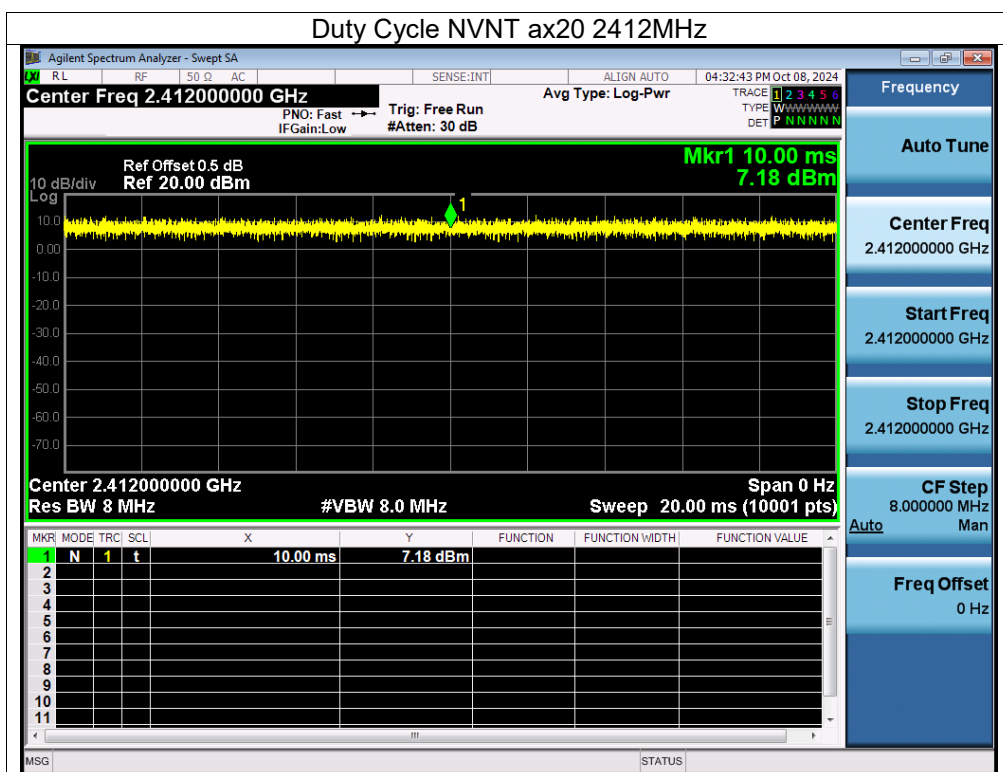 Duty Cycle NVNT ax20 2412MHz
Agilent Spectrum Analyzer - Swept SA
LXI RL RF 50 Ω AC SENSE:INT ALIGN AUTO 04:32:43 PM Oct 08, 2024
Center Freq 2.412000000 GHz Avg Type: Log-Pwr TRACE 1 2 3 4 5 6
PNO: Fast Trig: Free Run TYPE WWWWWWW
IFGain:Low #Atten: 30 dB DET P N N N N N
Mkr1 10.00 ms
7.18 dBm
Ref Offset 0.5 dB
10 dB/div Ref 20.00 dBm
Log
1
10.0
0.00
-10.0
-20.0
-30.0
-40.0
-50.0
-60.0
-70.0
Center 2.412000000 GHz Span 0 Hz
Res BW 8 MHz #VBW 8.0 MHz Sweep 20.00 ms (10001 pts)
MKR MODE TRC SCL X Y FUNCTION FUNCTION WIDTH FUNCTION VALUE
1 N 1 t 10.00 ms 7.18 dBm
2
3
4
5
6
7
8
9
10
11
MSG STATUS
Frequency
Auto Tune
Center Freq
2.412000000 GHz
Start Freq
2.412000000 GHz
Stop Freq
2.412000000 GHz
CF Step
8.000000 MHz
Auto Man
Freq Offset
0 Hz